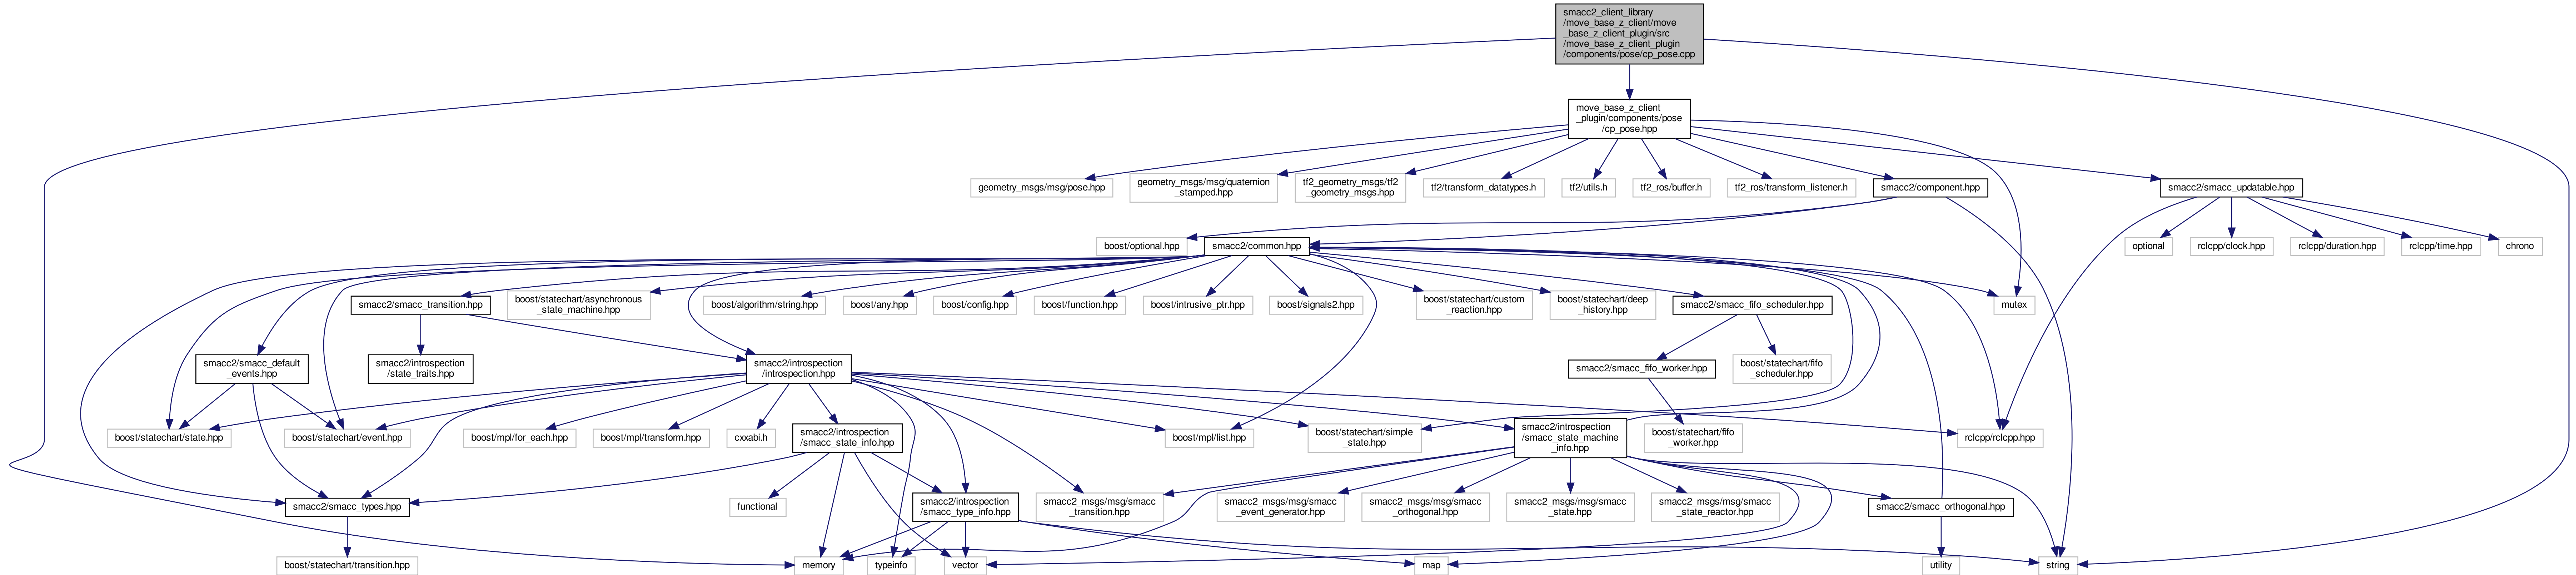 smacc2_client_library
/move_base_z_client/move
_base_z_client_plugin/src
/move_base_z_client_plugin
/components/pose/cp_pose.cpp
move_base_z_client
_plugin/components/pose
/cp_pose.hpp
geometry_msgs/msg/pose.hpp
geometry_msgs/msg/quaternion
_stamped.hpp
tf2_geometry_msgs/tf2
_geometry_msgs.hpp
tf2/transform_datatypes.h
tf2/utils.h
tf2_ros/buffer.h
tf2_ros/transform_listener.h
smacc2/component.hpp
smacc2/smacc_updatable.hpp
boost/optional.hpp
smacc2/common.hpp
optional
rclcpp/clock.hpp
rclcpp/duration.hpp
rclcpp/time.hpp
chrono
smacc2/smacc_transition.hpp
boost/statechart/asynchronous
_state_machine.hpp
boost/algorithm/string.hpp
boost/any.hpp
boost/config.hpp
boost/function.hpp
boost/intrusive_ptr.hpp
boost/signals2.hpp
boost/statechart/custom
_reaction.hpp
boost/statechart/deep
_history.hpp
smacc2/smacc_fifo_scheduler.hpp
mutex
smacc2/smacc_default
_events.hpp
smacc2/introspection
/state_traits.hpp
smacc2/introspection
/introspection.hpp
smacc2/smacc_fifo_worker.hpp
boost/statechart/fifo
_scheduler.hpp
boost/statechart/state.hpp
boost/statechart/event.hpp
boost/mpl/for_each.hpp
boost/mpl/transform.hpp
cxxabi.h
smacc2/introspection
/smacc_state_info.hpp
boost/mpl/list.hpp
boost/statechart/simple
_state.hpp
smacc2/introspection
/smacc_state_machine
_info.hpp
boost/statechart/fifo
_worker.hpp
rclcpp/rclcpp.hpp
smacc2/smacc_types.hpp
functional
smacc2/introspection
/smacc_type_info.hpp
smacc2_msgs/msg/smacc
_transition.hpp
smacc2_msgs/msg/smacc
_event_generator.hpp
smacc2_msgs/msg/smacc
_orthogonal.hpp
smacc2_msgs/msg/smacc
_state.hpp
smacc2_msgs/msg/smacc
_state_reactor.hpp
smacc2/smacc_orthogonal.hpp
boost/statechart/transition.hpp
memory
typeinfo
vector
map
utility
string